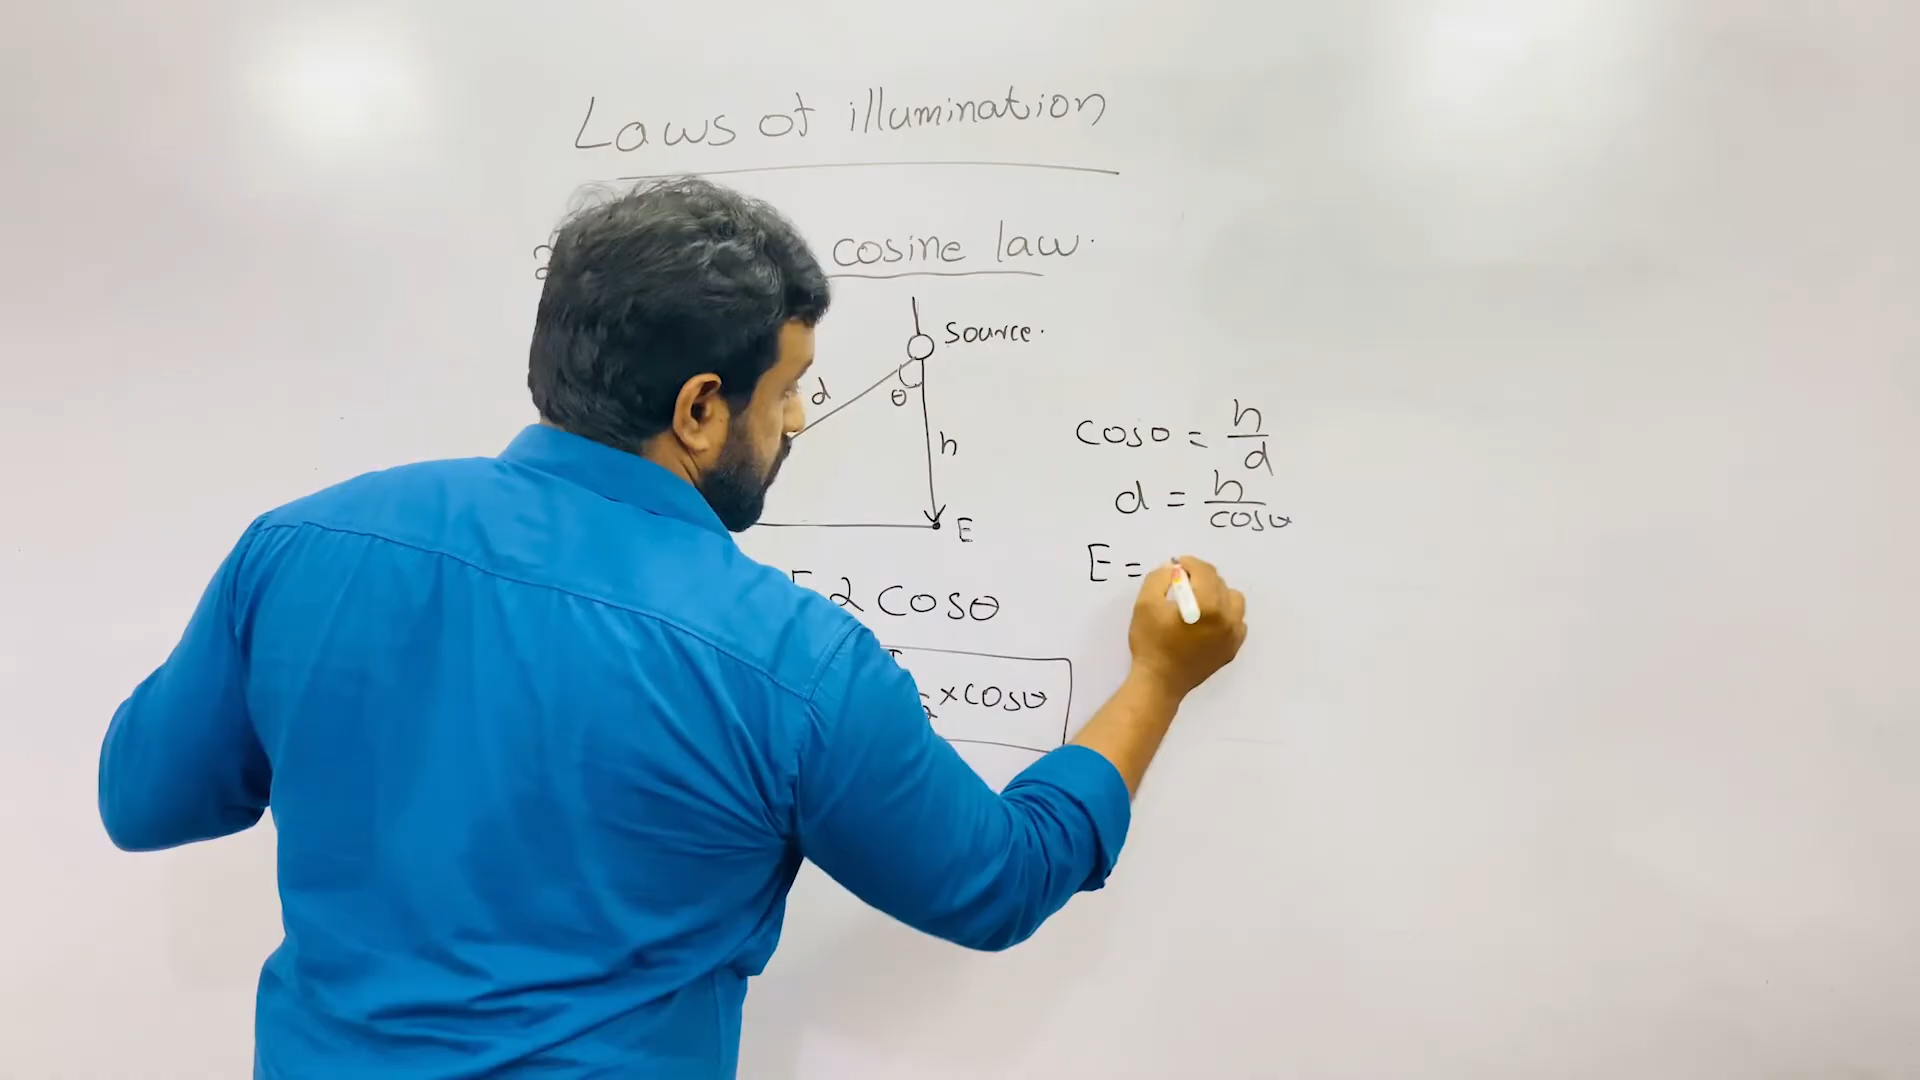 Laws of illumination
cosine law.
Source.
d
θ
h
E
cosθ = h/d
d = h/cosθ
E =
α cosθ
× cosθ